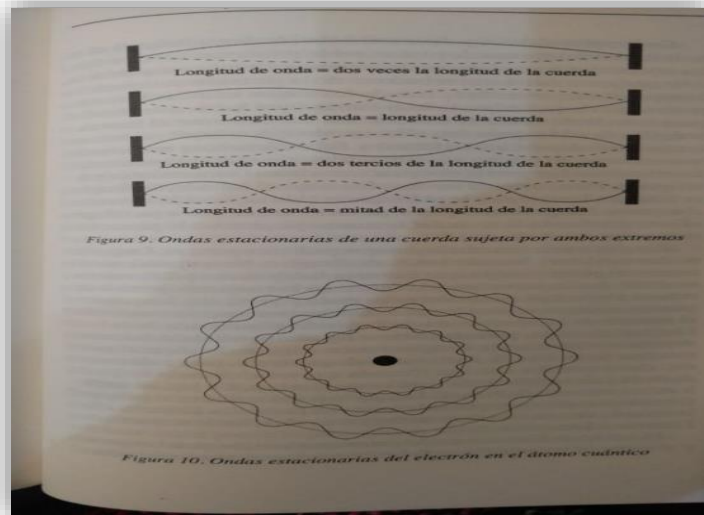 Longitud de onda = dos veces la longitud de la cuerda
Longitud de onda = longitud de la cuerda
Longitud de onda = dos tercios de la longitud de la cuerda
Longitud de onda = mitad de la longitud de la cuerda
Figura 9. Ondas estacionarias de una cuerda sujeta por ambos extremos
Figura 10. Ondas estacionarias del electrón en el átomo cuántico